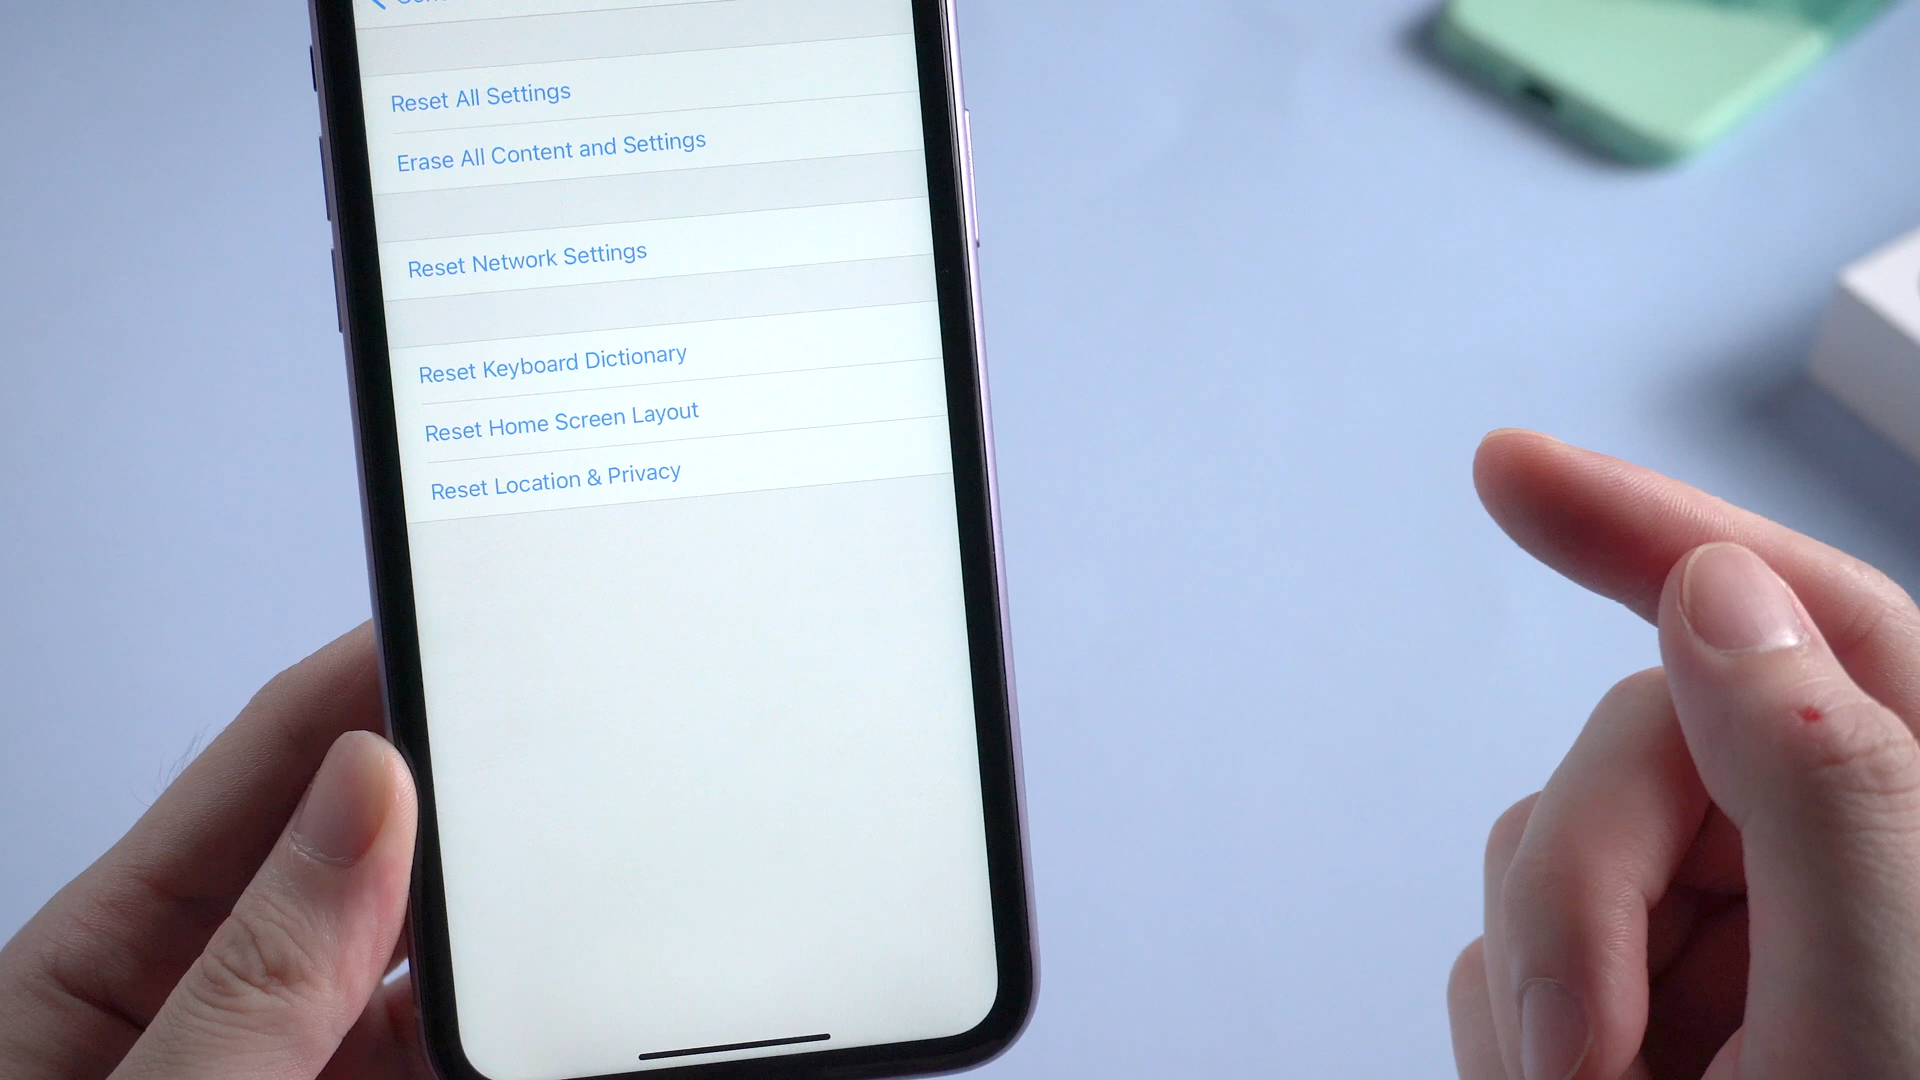 Reset All Settings
Erase All Content and Settings
Reset Network Settings
Reset Keyboard Dictionary
Reset Home Screen Layout
Reset Location & Privacy